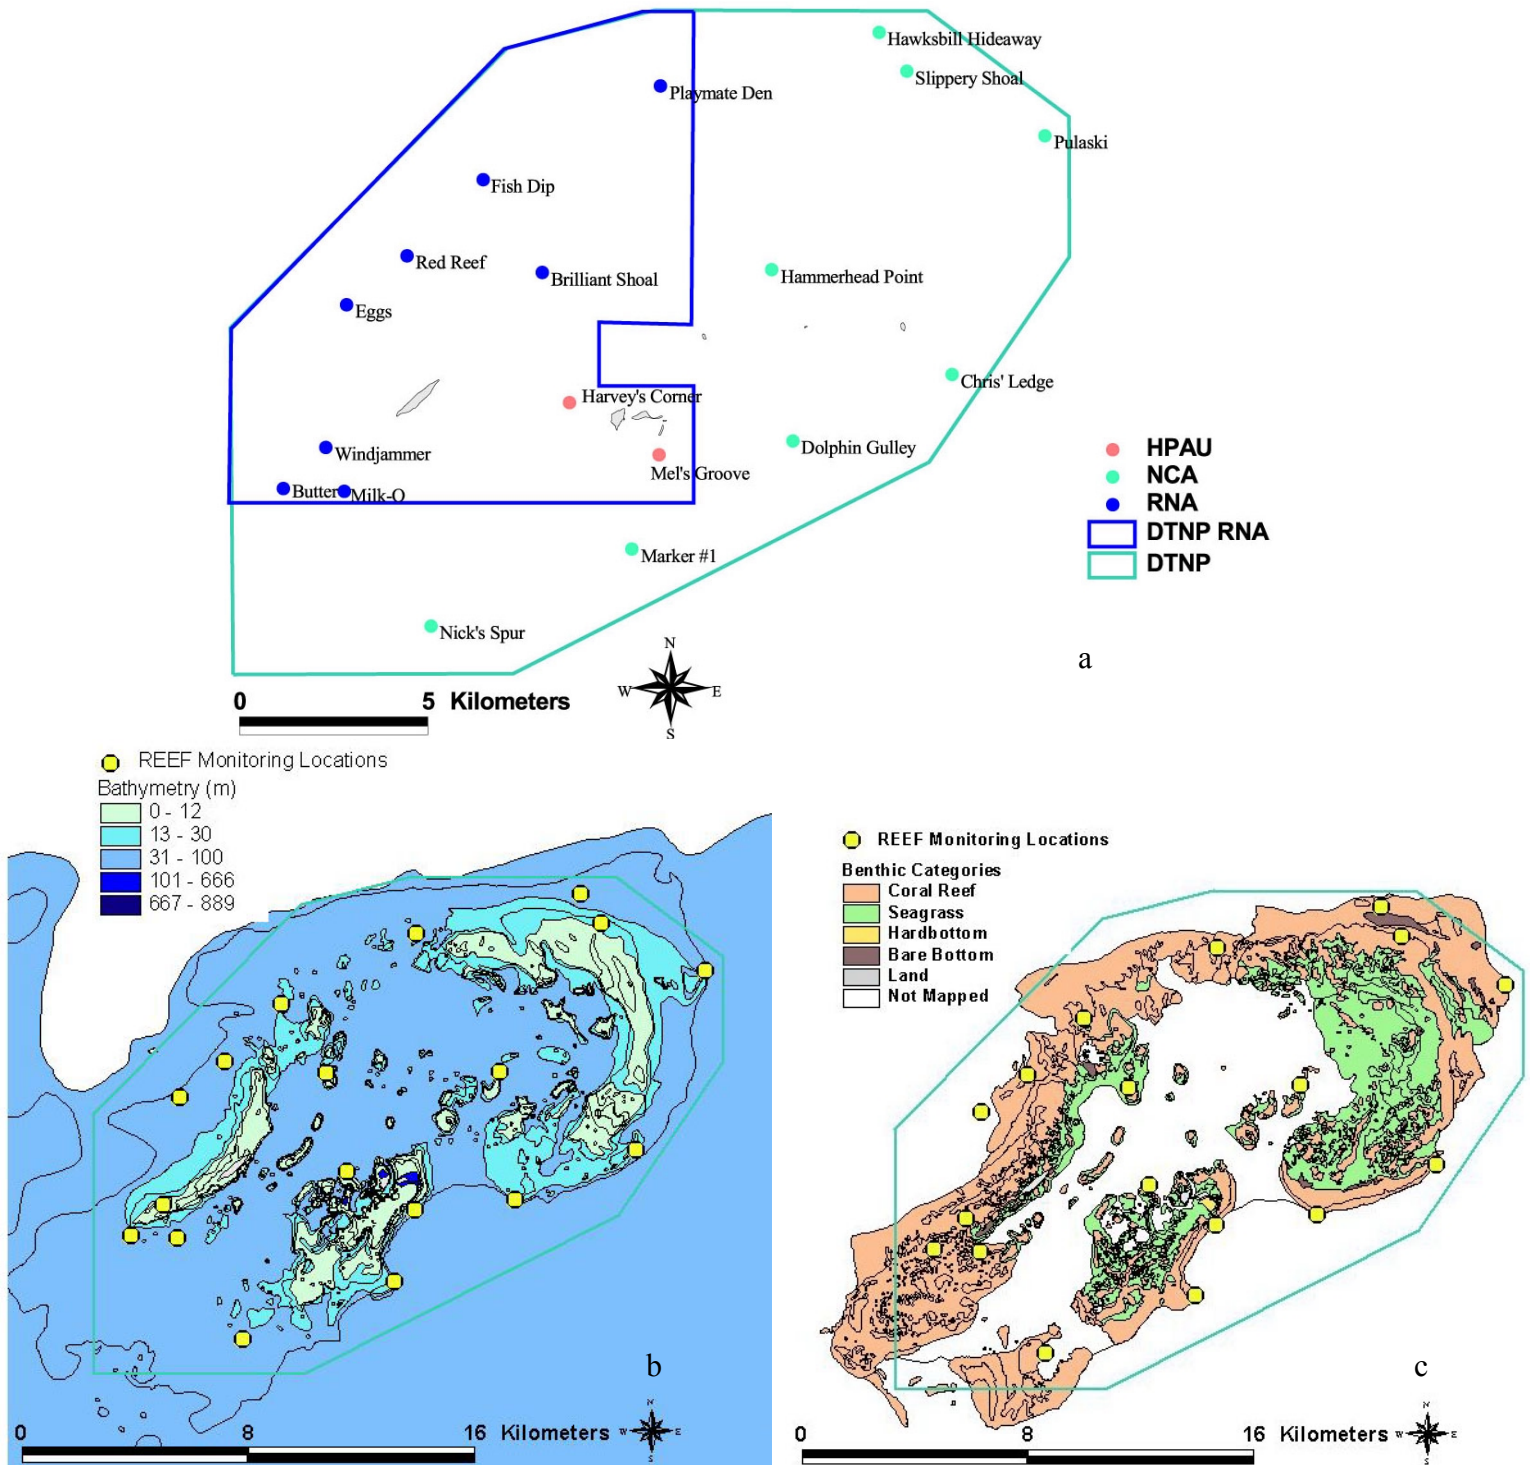 Hawksbill Hideaway
Slippery Shoal
Playmate Den
Pulaski
Fish Dip
Red Reef
Brilliant Shoal
Hammerhead Point
Eggs
Chris' Ledge
Harvey's Corner
Windjammer
Dolphin Gulley
Mel's Groove
Butter
Milk-O
Marker #1
Nick's Spur
HPAU
NCA
RNA
DTNP RNA
DTNP
N
W E
S
a
0 5 Kilometers
REEF Monitoring Locations
Bathymetry (m)
0 - 12
13 - 30
31 - 100
101 - 666
667 - 889
b
N
W E
S
0 8 16 Kilometers
REEF Monitoring Locations
Benthic Categories
Coral Reef
Seagrass
Hardbottom
Bare Bottom
Land
Not Mapped
c
N
W E
S
0 8 16 Kilometers